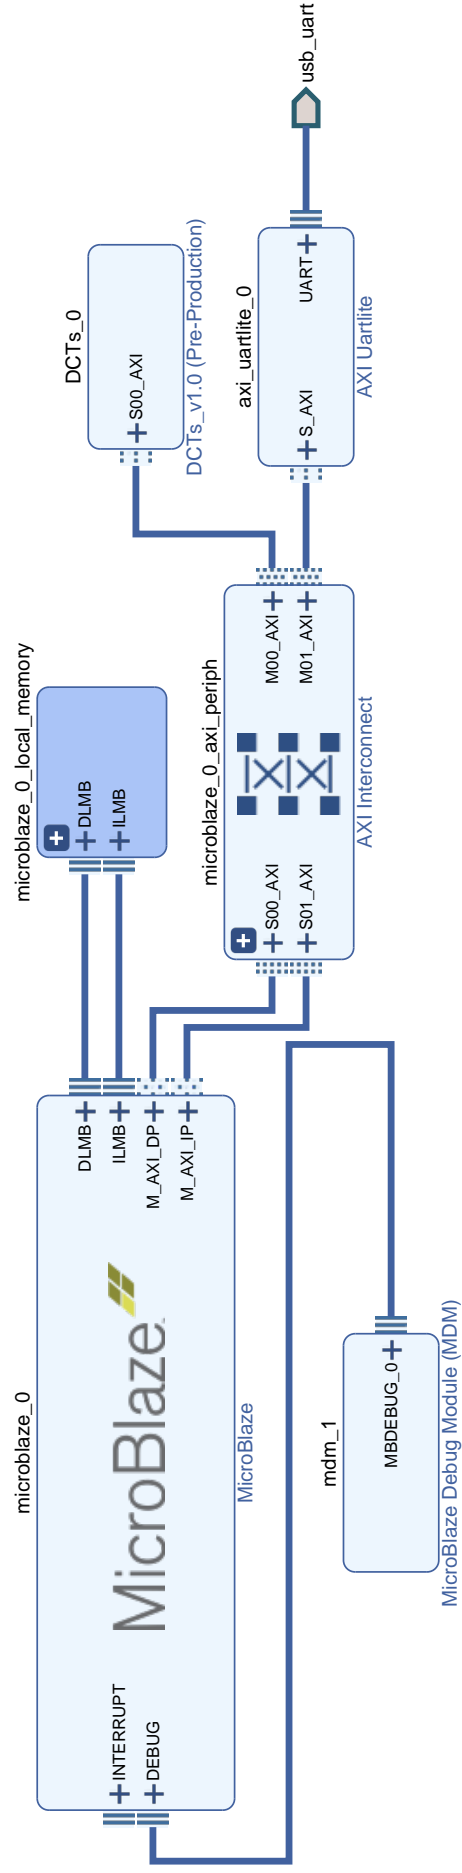 microblaze_0
INTERRUPT
DEBUG
MicroBlaze
DLMB
ILMB
M_AXI_DP
M_AXI_IP
MicroBlaze
mdm_1
MBDEBUG_0
MicroBlaze Debug Module (MDM)
microblaze_0_local_memory
DLMB
ILMB
microblaze_0_axi_periph
S00_AXI
S01_AXI
M00_AXI
M01_AXI
AXI Interconnect
DCTs_0
S00_AXI
DCTs_v1.0 (Pre-Production)
axi_uartlite_0
S_AXI
UART
AXI Uartlite
usb_uart